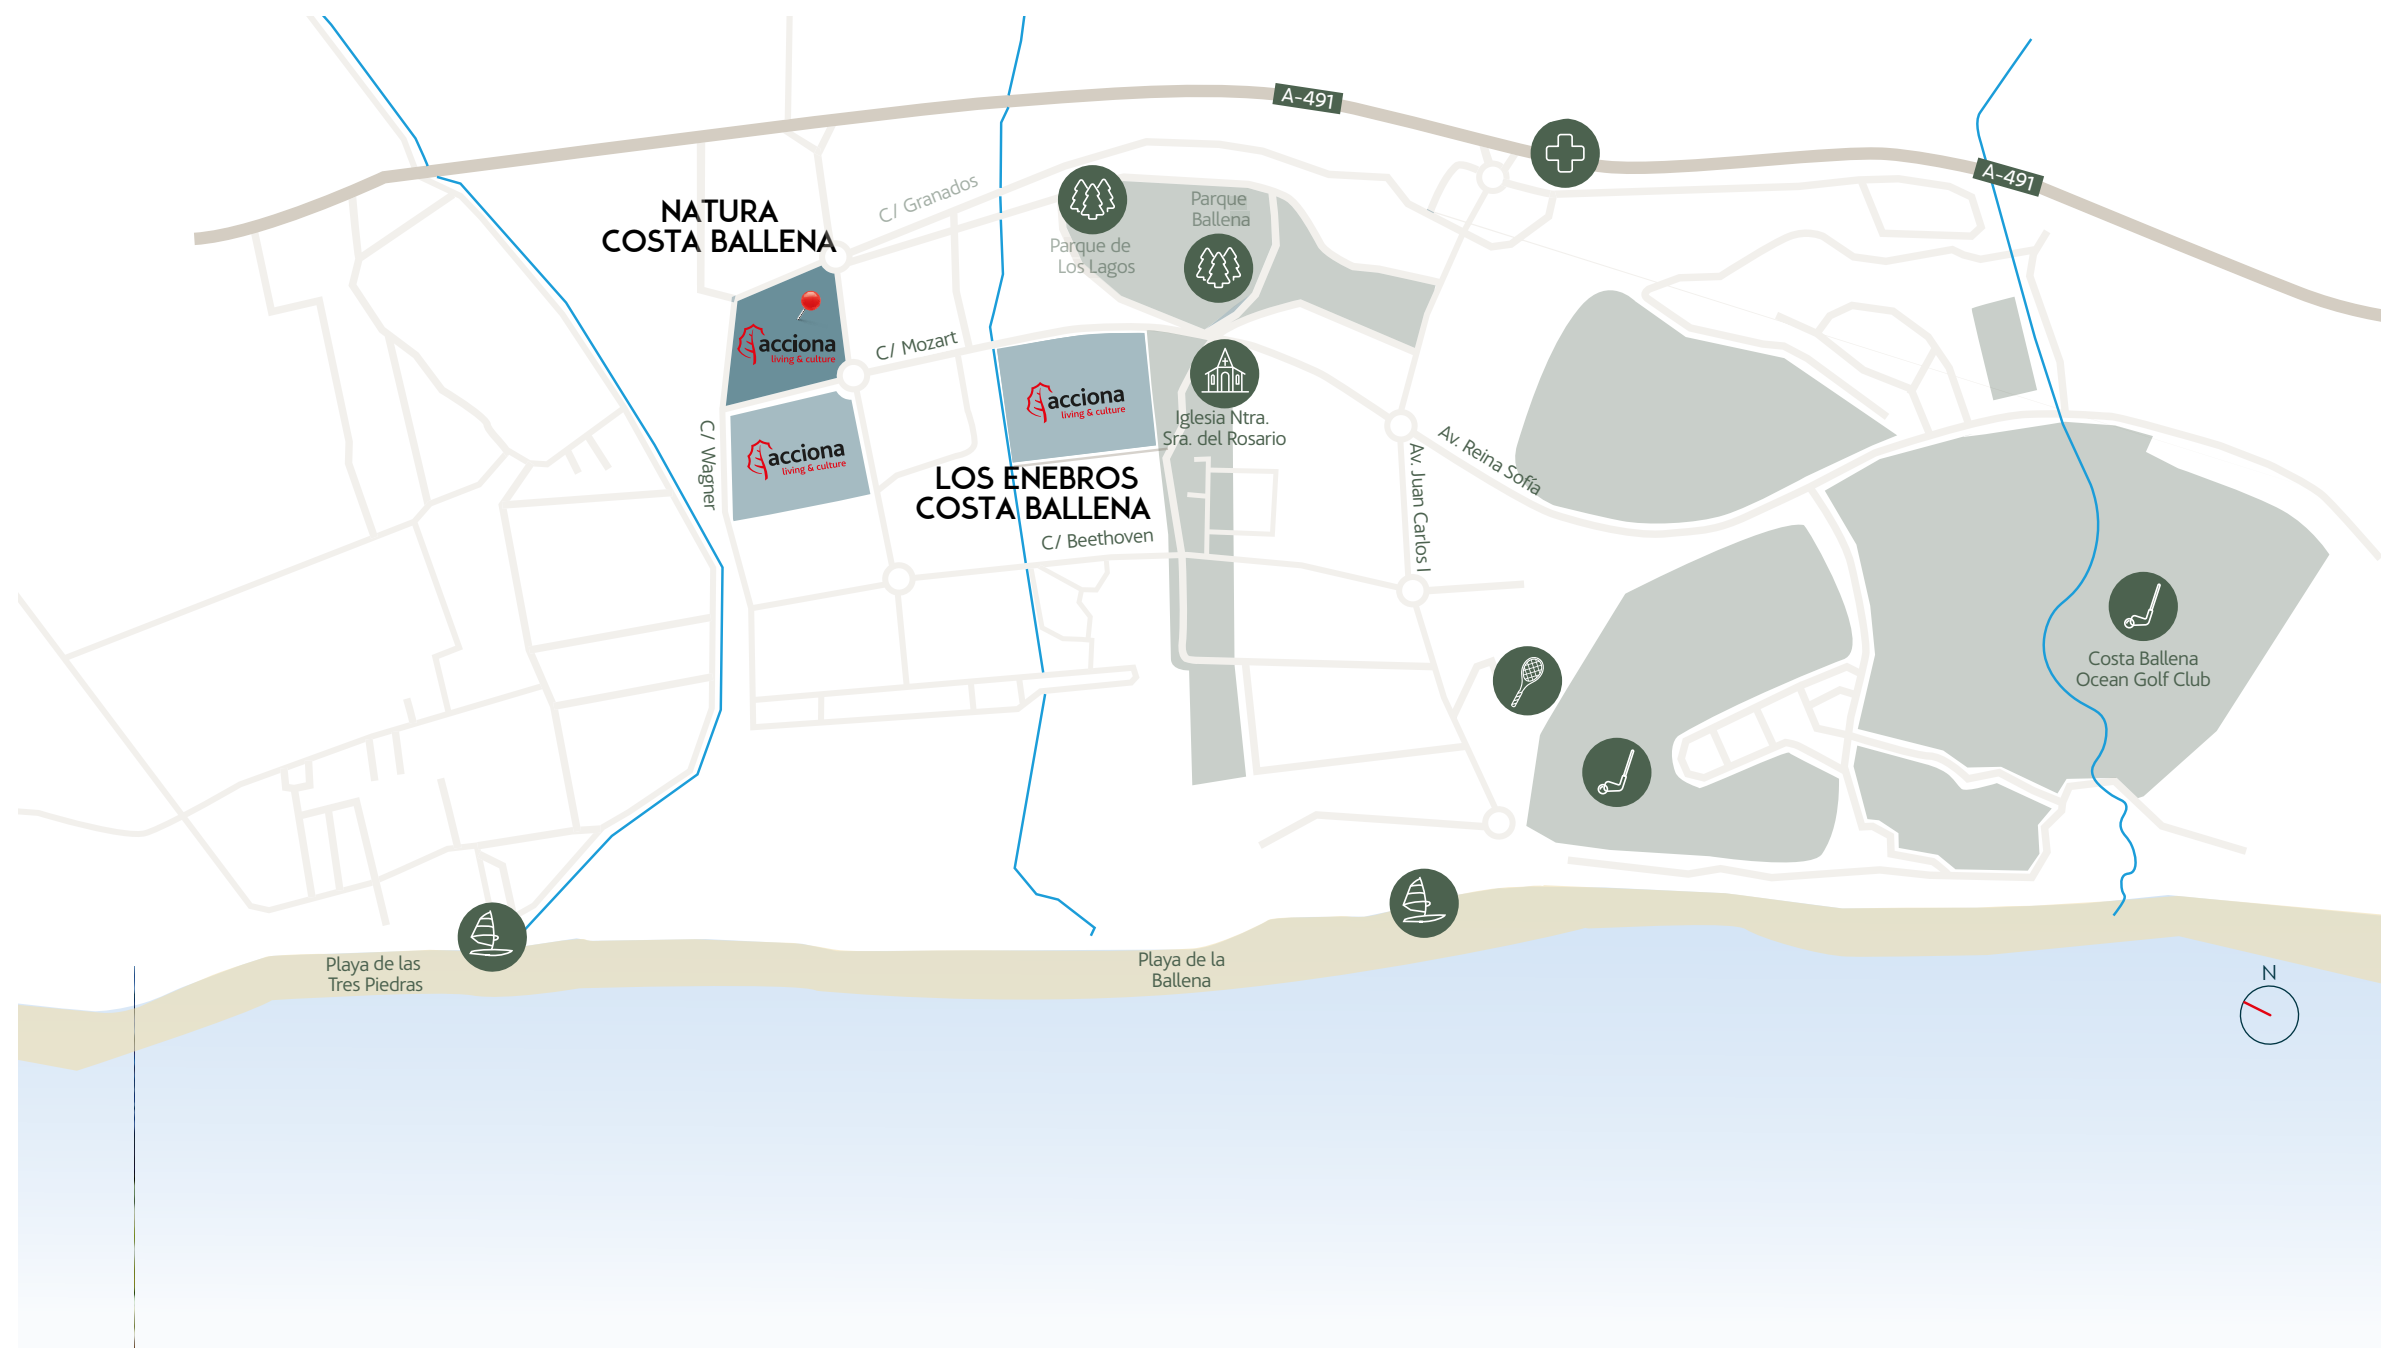 A-491
A-491
C/ Granados
NATURA
COSTA BALLENA
Parque
Ballena
Parque de
Los Lagos
acciona
living & culture
C/ Mozart
acciona
living & culture
Iglesia Ntra.
Sra. del Rosario
acciona
living & culture
C/ Wagner
LOS ENEBROS
COSTA BALLENA
C/ Beethoven
Av. Reina Sofía
Av. Juan Carlos I
Costa Ballena
Ocean Golf Club
Playa de las
Tres Piedras
Playa de la
Ballena
N